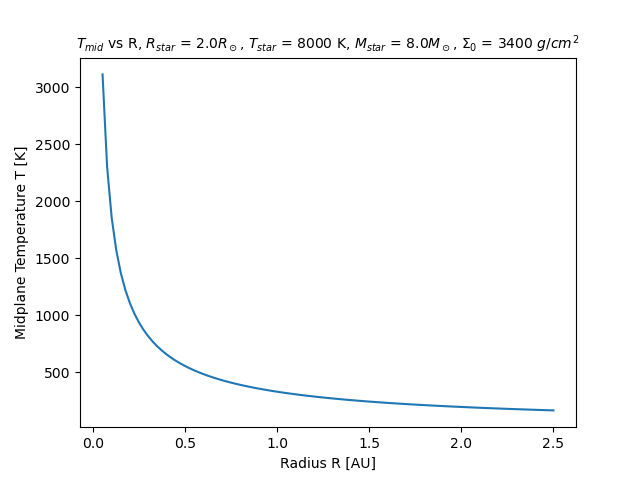 T_mid vs R, R_star = 2.0R_⊙, T_star = 8000 K, M_star = 8.0M_⊙, Σ_0 = 3400 g/cm^2
3000
2500
2000
1500
1000
500
Midplane Temperature T [K]
0.0 0.5 1.0 1.5 2.0 2.5
Radius R [AU]